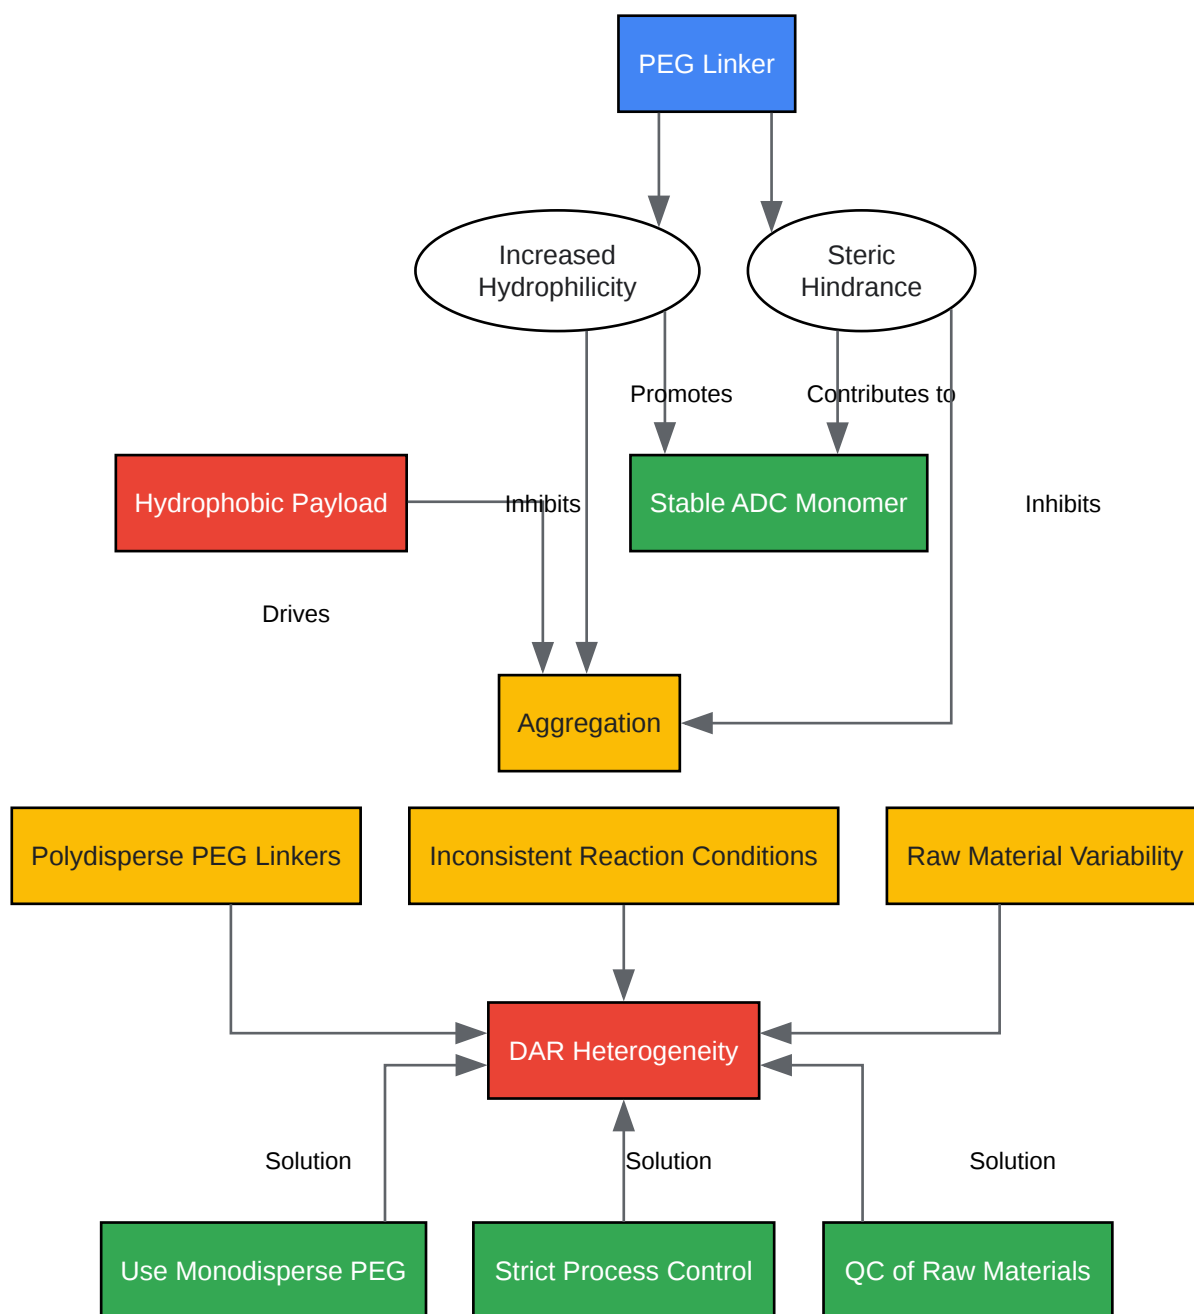 PEG Linker
Increased
Hydrophilicity
Steric
Hindrance
Promotes
Contributes to
Hydrophobic Payload
Inhibits
Stable ADC Monomer
Inhibits
Drives
Aggregation
Polydisperse PEG Linkers
Inconsistent Reaction Conditions
Raw Material Variability
DAR Heterogeneity
Solution
Solution
Solution
Use Monodisperse PEG
Strict Process Control
QC of Raw Materials